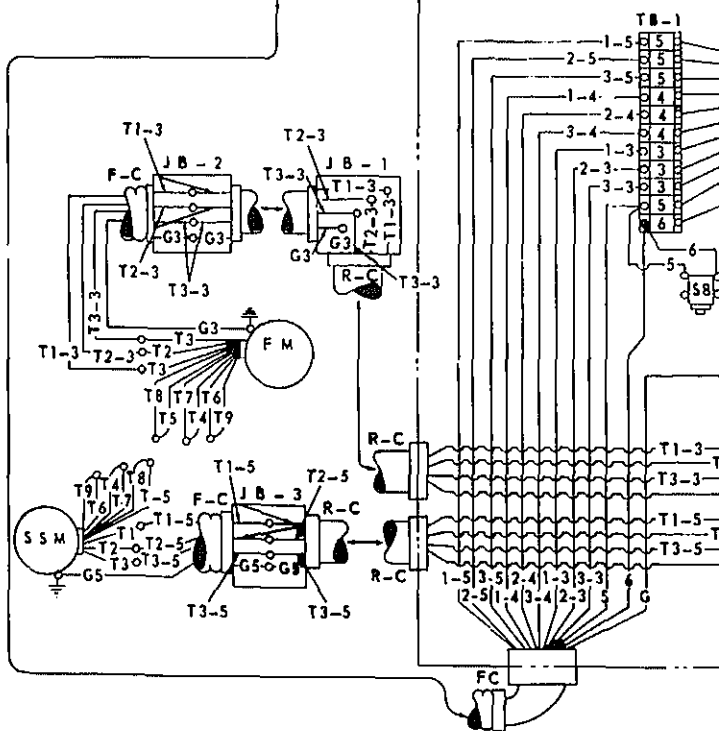 TB-1
1-5 5
2-5 5
3-5 5
1-4 4
2-4 4
3-4 4
1-3 3
2-3 3
3-3 3
5
6
6
5
S8
T1-3
T2-3
F-C
JB-2
JB-1
T3-3
T1-3
T2-3
T1-3
G3
G3
G3
G3
T2-3
T3-3
R-C
T3-3
T3-3
G3
T3
FM
T1-3
T2-3
T2
T3
T8
T7
T6
T5
T4
T9
R-C
T1-3
T
T3-3
T1-5
T
T3-5
R-C
T1-5
F-C
JB-3
T2-5
R-C
T9
T4
T8
T6
T7
T-5
SSM
T1
T1-5
T2
T2-5
T3
T3-5
G5
G5
G5
T3-5
T3-5
1-5
3-5
2-4
1-3
3-3
6
2-5
1-4
3-4
2-3
5
G
FC